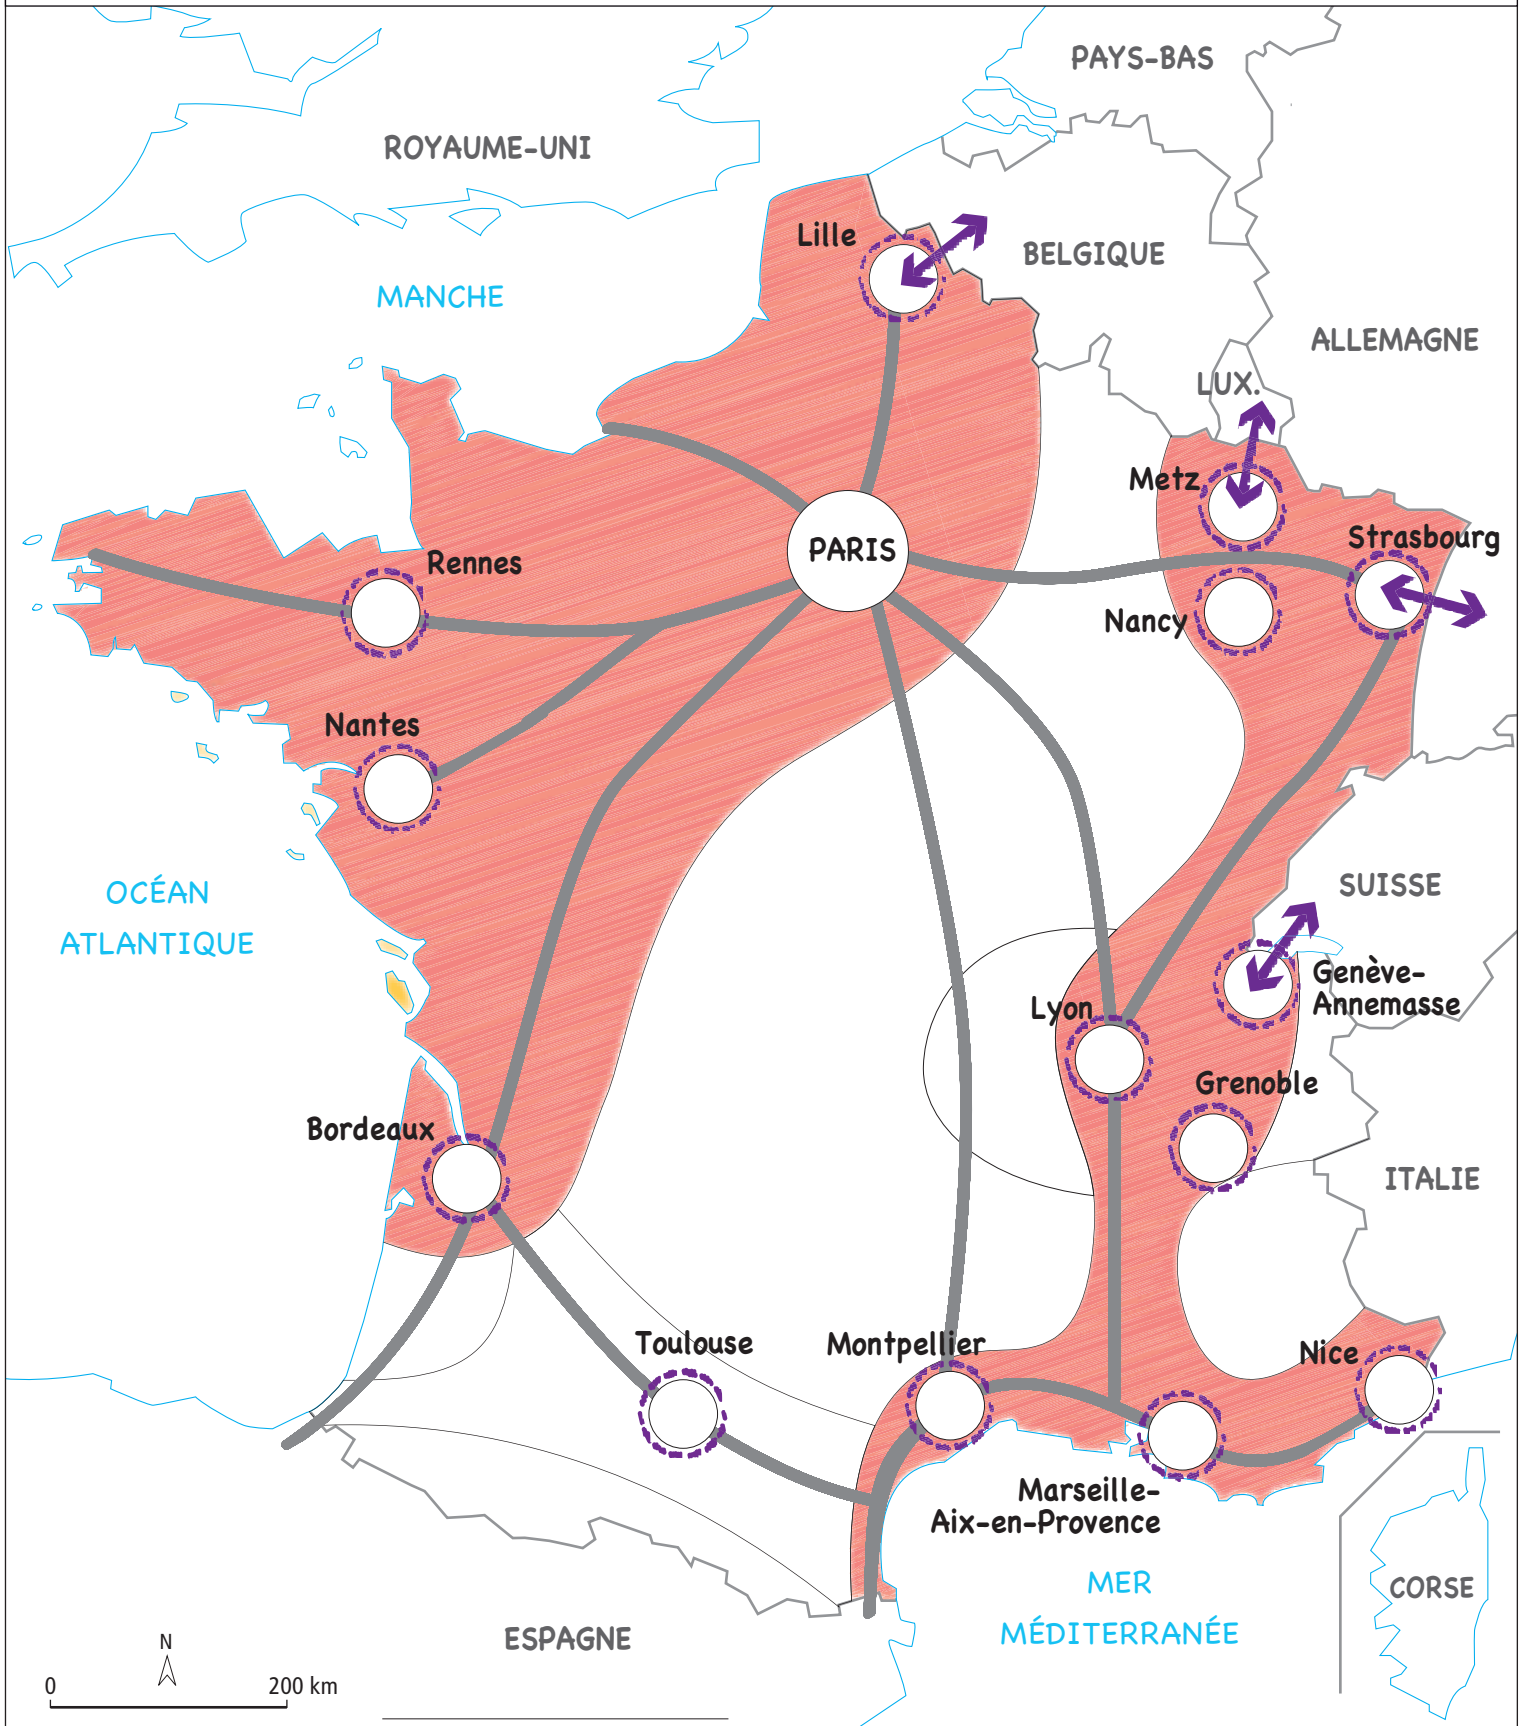 PAYS-BAS
ROYAUME-UNI
Lille
BELGIQUE
MANCHE
ALLEMAGNE
LUX.
Metz
Strasbourg
PARIS
Rennes
Nancy
Nantes
OCÉAN
ATLANTIQUE
SUISSE
Genève-
Annemasse
Lyon
Grenoble
Bordeaux
ITALIE
Toulouse
Montpellier
Nice
Marseille-
Aix-en-Provence
MER
MÉDITERRANÉE
CORSE
ESPAGNE
N
0
200 km